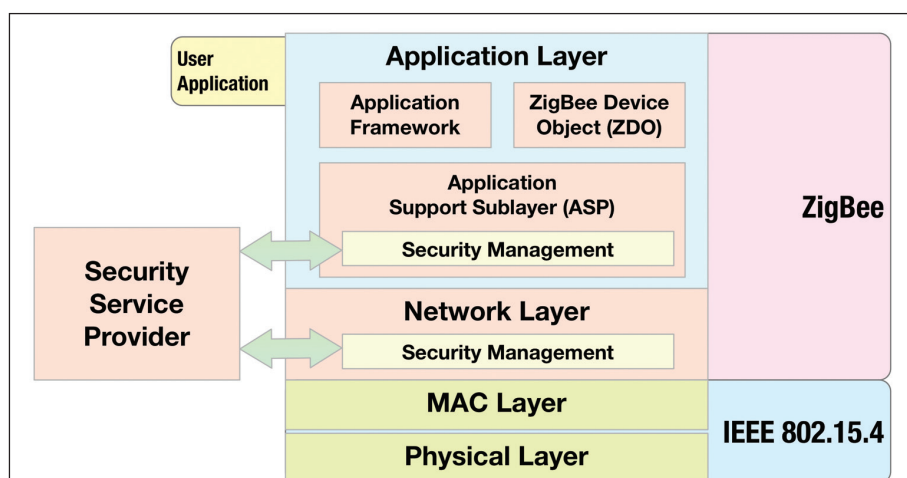 User
Application
Application Layer
Application
Framework
ZigBee Device
Object (ZDO)
Application
Support Sublayer (ASP)
Security Management
ZigBee
Security
Service
Provider
Network Layer
Security Management
MAC Layer
IEEE 802.15.4
Physical Layer